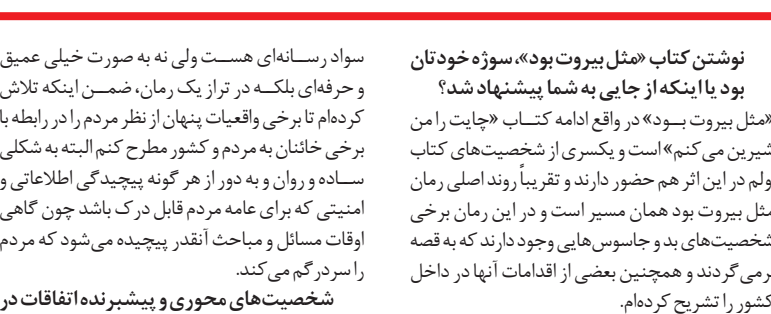 نوشتن کتاب «مثل بیروت بود»، سوژه خودتان
بود یا اینکه از جایی به شما پیشنهاد شد؟
«مثل بیروت بود» در واقع ادامه کتاب «چایت را من
شیرین می‌کنم» است و یکسری از شخصیت‌های کتاب
ولم در این اثر هم حضور دارند و تقریباً روند اصلی رمان
مثل بیروت بود همان مسیر است و در این رمان برخی
شخصیت‌های بد و جاسوس‌هایی وجود دارند که به قصه
برمی‌گردند و همچنین بعضی از اقدامات آنها در داخل
کشور را تشریح کرده‌ام.
سواد رسانه‌ای هست ولی نه به صورت خیلی عمیق
و حرفه‌ای بلکه در تراز یک رمان، ضمن اینکه تلاش
کرده‌ام تا برخی واقعیات پنهان از نظر مردم را در رابطه با
برخی خائنان به مردم و کشور مطرح کنم البته به شکلی
ساده و روان و به دور از هر گونه پیچیدگی اطلاعاتی و
امنیتی که برای عامه مردم قابل درک باشد چون گاهی
اوقات مسائل و مباحث آنقدر پیچیده می‌شود که مردم
را سردرگم می‌کند.
شخصیت‌های محوری و پیشبرنده اتفاقات در